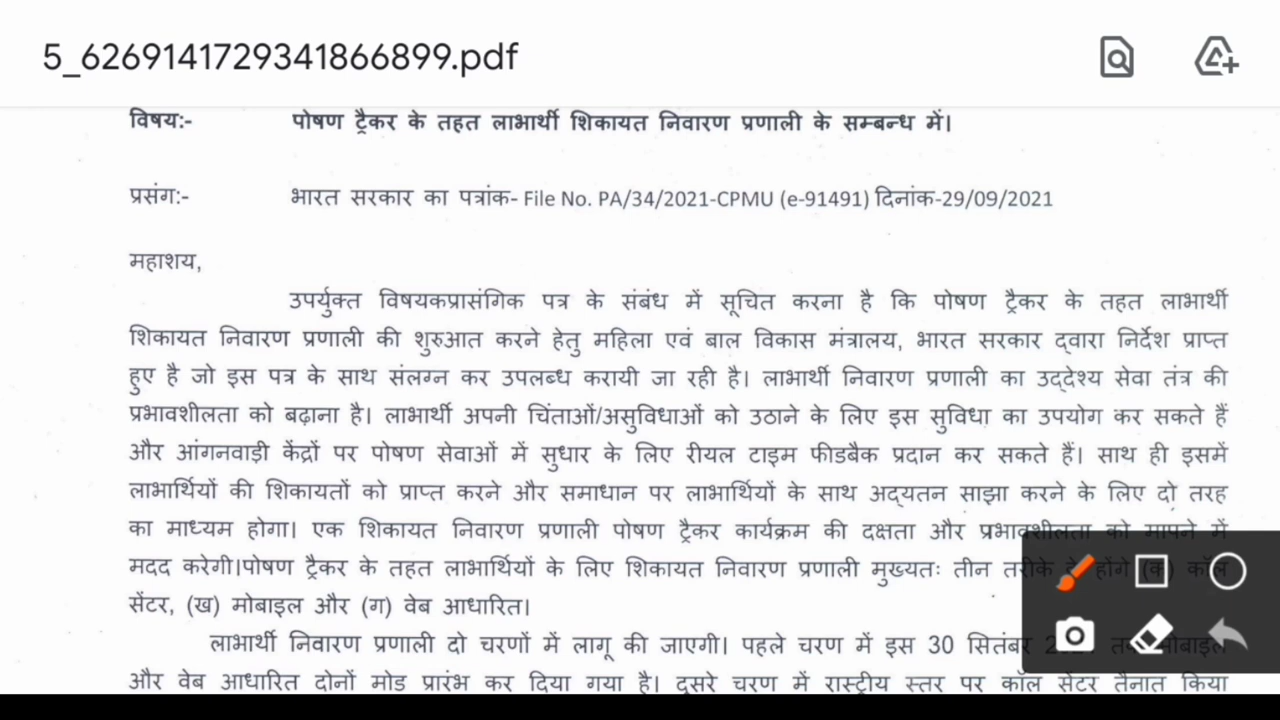 5_6269141729341866899.pdf
विषय:- पोषण ट्रैकर के तहत लाभार्थी शिकायत निवारण प्रणाली के सम्बन्ध में।
प्रसंग:- भारत सरकार का पत्रांक- File No. PA/34/2021-CPMU (e-91491) दिनांक-29/09/2021
महाशय,
उपर्युक्त विषयकप्रासंगिक पत्र के संबंध में सूचित करना है कि पोषण ट्रैकर के तहत लाभार्थी
शिकायत निवारण प्रणाली की शुरुआत करने हेतु महिला एवं बाल विकास मंत्रालय, भारत सरकार द्वारा निर्देश प्राप्त
हुए है जो इस पत्र के साथ संलग्न कर उपलब्ध करायी जा रही है। लाभार्थी निवारण प्रणाली का उद्देश्य सेवा तंत्र की
प्रभावशीलता को बढ़ाना है। लाभार्थी अपनी चिंताओं/असुविधाओं को उठाने के लिए इस सुविधा का उपयोग कर सकते हैं
और आंगनवाड़ी केंद्रों पर पोषण सेवाओं में सुधार के लिए रीयल टाइम फीडबैक प्रदान कर सकते हैं। साथ ही इसमें
लाभार्थियों की शिकायतों को प्राप्त करने और समाधान पर लाभार्थियों के साथ अद्यतन साझा करने के लिए दो तरह
का माध्यम होगा। एक शिकायत निवारण प्रणाली पोषण ट्रैकर कार्यक्रम की दक्षता और प्रभावशीलता को मापने में
मदद करेगी।पोषण ट्रैकर के तहत लाभार्थियों के लिए शिकायत निवारण प्रणाली मुख्यतः तीन तरीके के होंगे (क) कॉल
सेंटर, (ख) मोबाइल और (ग) वेब आधारित।
लाभार्थी निवारण प्रणाली दो चरणों में लागू की जाएगी। पहले चरण में इस 30 सितंबर मोबाइल
और वेब आधारित दोनों मोड प्रारंभ कर दिया गया है। दूसरे चरण में रास्ट्रीय स्तर पर कॉल सेंटर तैनात किया